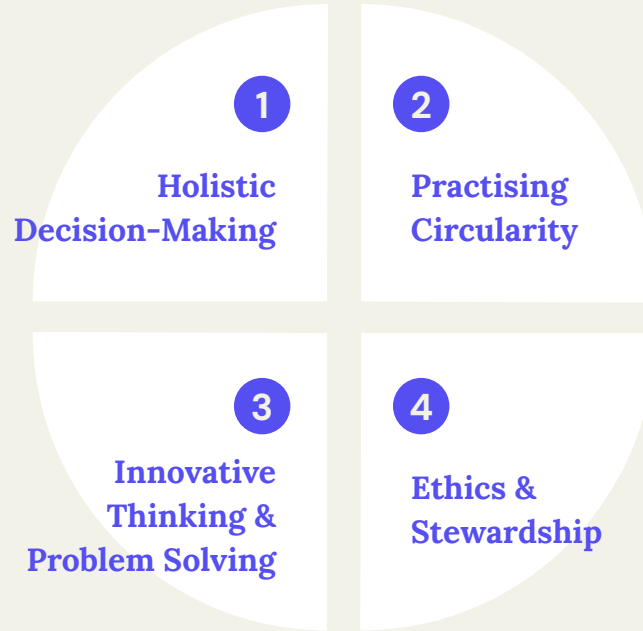 1
Holistic
Decision-Making
2
Practising
Circularity
3
Innovative
Thinking &
Problem Solving
4
Ethics &
Stewardship